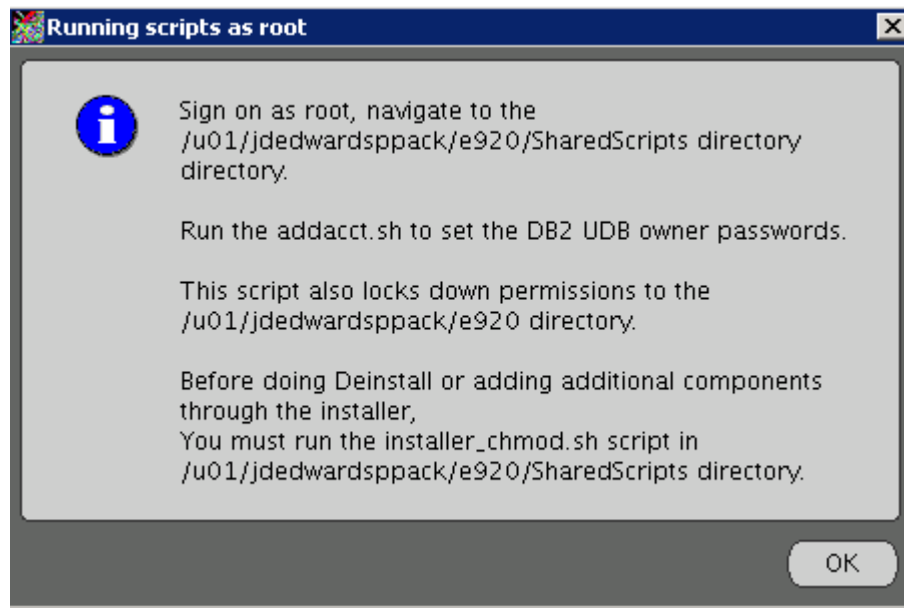 Running scripts as root
Sign on as root, navigate to the
/u01/jdedwardsppack/e920/SharedScripts directory
directory.
Run the addacct.sh to set the DB2 UDB owner passwords.
This script also locks down permissions to the
/u01/jdedwardsppack/e920 directory.
Before doing Deinstall or adding additional components
through the installer,
You must run the installer_chmod.sh script in
/u01/jdedwardsppack/e920/SharedScripts directory.
OK